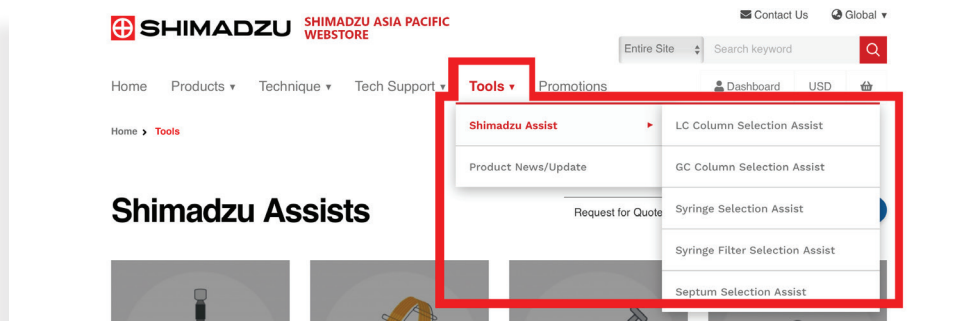 Contact Us Global
SHIMADZU SHIMADZU ASIA PACIFIC
WEBSTORE
Entire Site Search keyword
Home Products Technique Tech Support Tools Promotions Dashboard USD
Home > Tools
Shimadzu Assist
Product News/Update
LC Column Selection Assist
GC Column Selection Assist
Syringe Selection Assist
Syringe Filter Selection Assist
Septum Selection Assist
Shimadzu Assists
Request for Quote